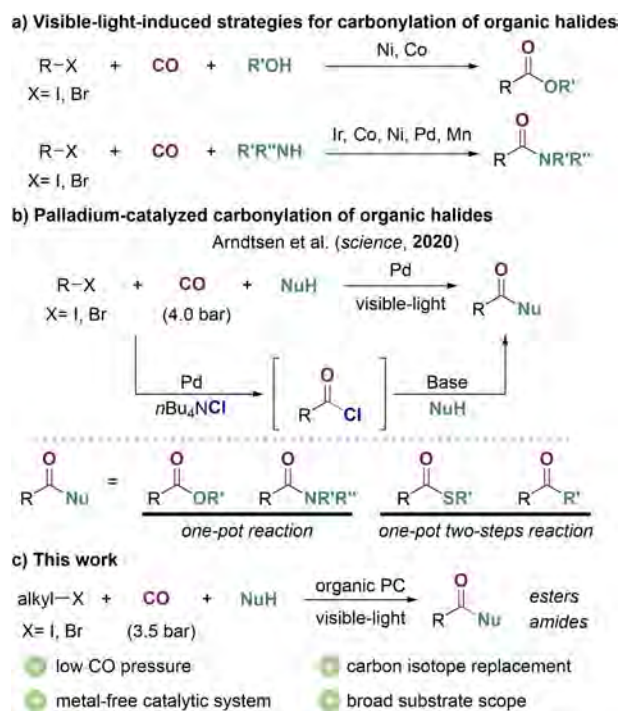 a) Visible-light-induced strategies for carbonylation of organic halides
R–X + CO + R'OH Ni, Co O R OR'
X= I, Br
R–X + CO + R'R"NH Ir, Co, Ni, Pd, Mn O R NR'R"
X= I, Br
b) Palladium-catalyzed carbonylation of organic halides
Arndtsen et al. (science, 2020)
R–X + CO + NuH Pd visible-light O R Nu
X= I, Br (4.0 bar)
Pd nBu4NCl O R Cl Base NuH
O R Nu = O R OR' O R NR'R" O R SR' O R R'
one-pot reaction one-pot two-steps reaction
c) This work
alkyl–X + CO + NuH organic PC visible-light O R Nu esters amides
X= I, Br (3.5 bar)
low CO pressure carbon isotope replacement
metal-free catalytic system broad substrate scope